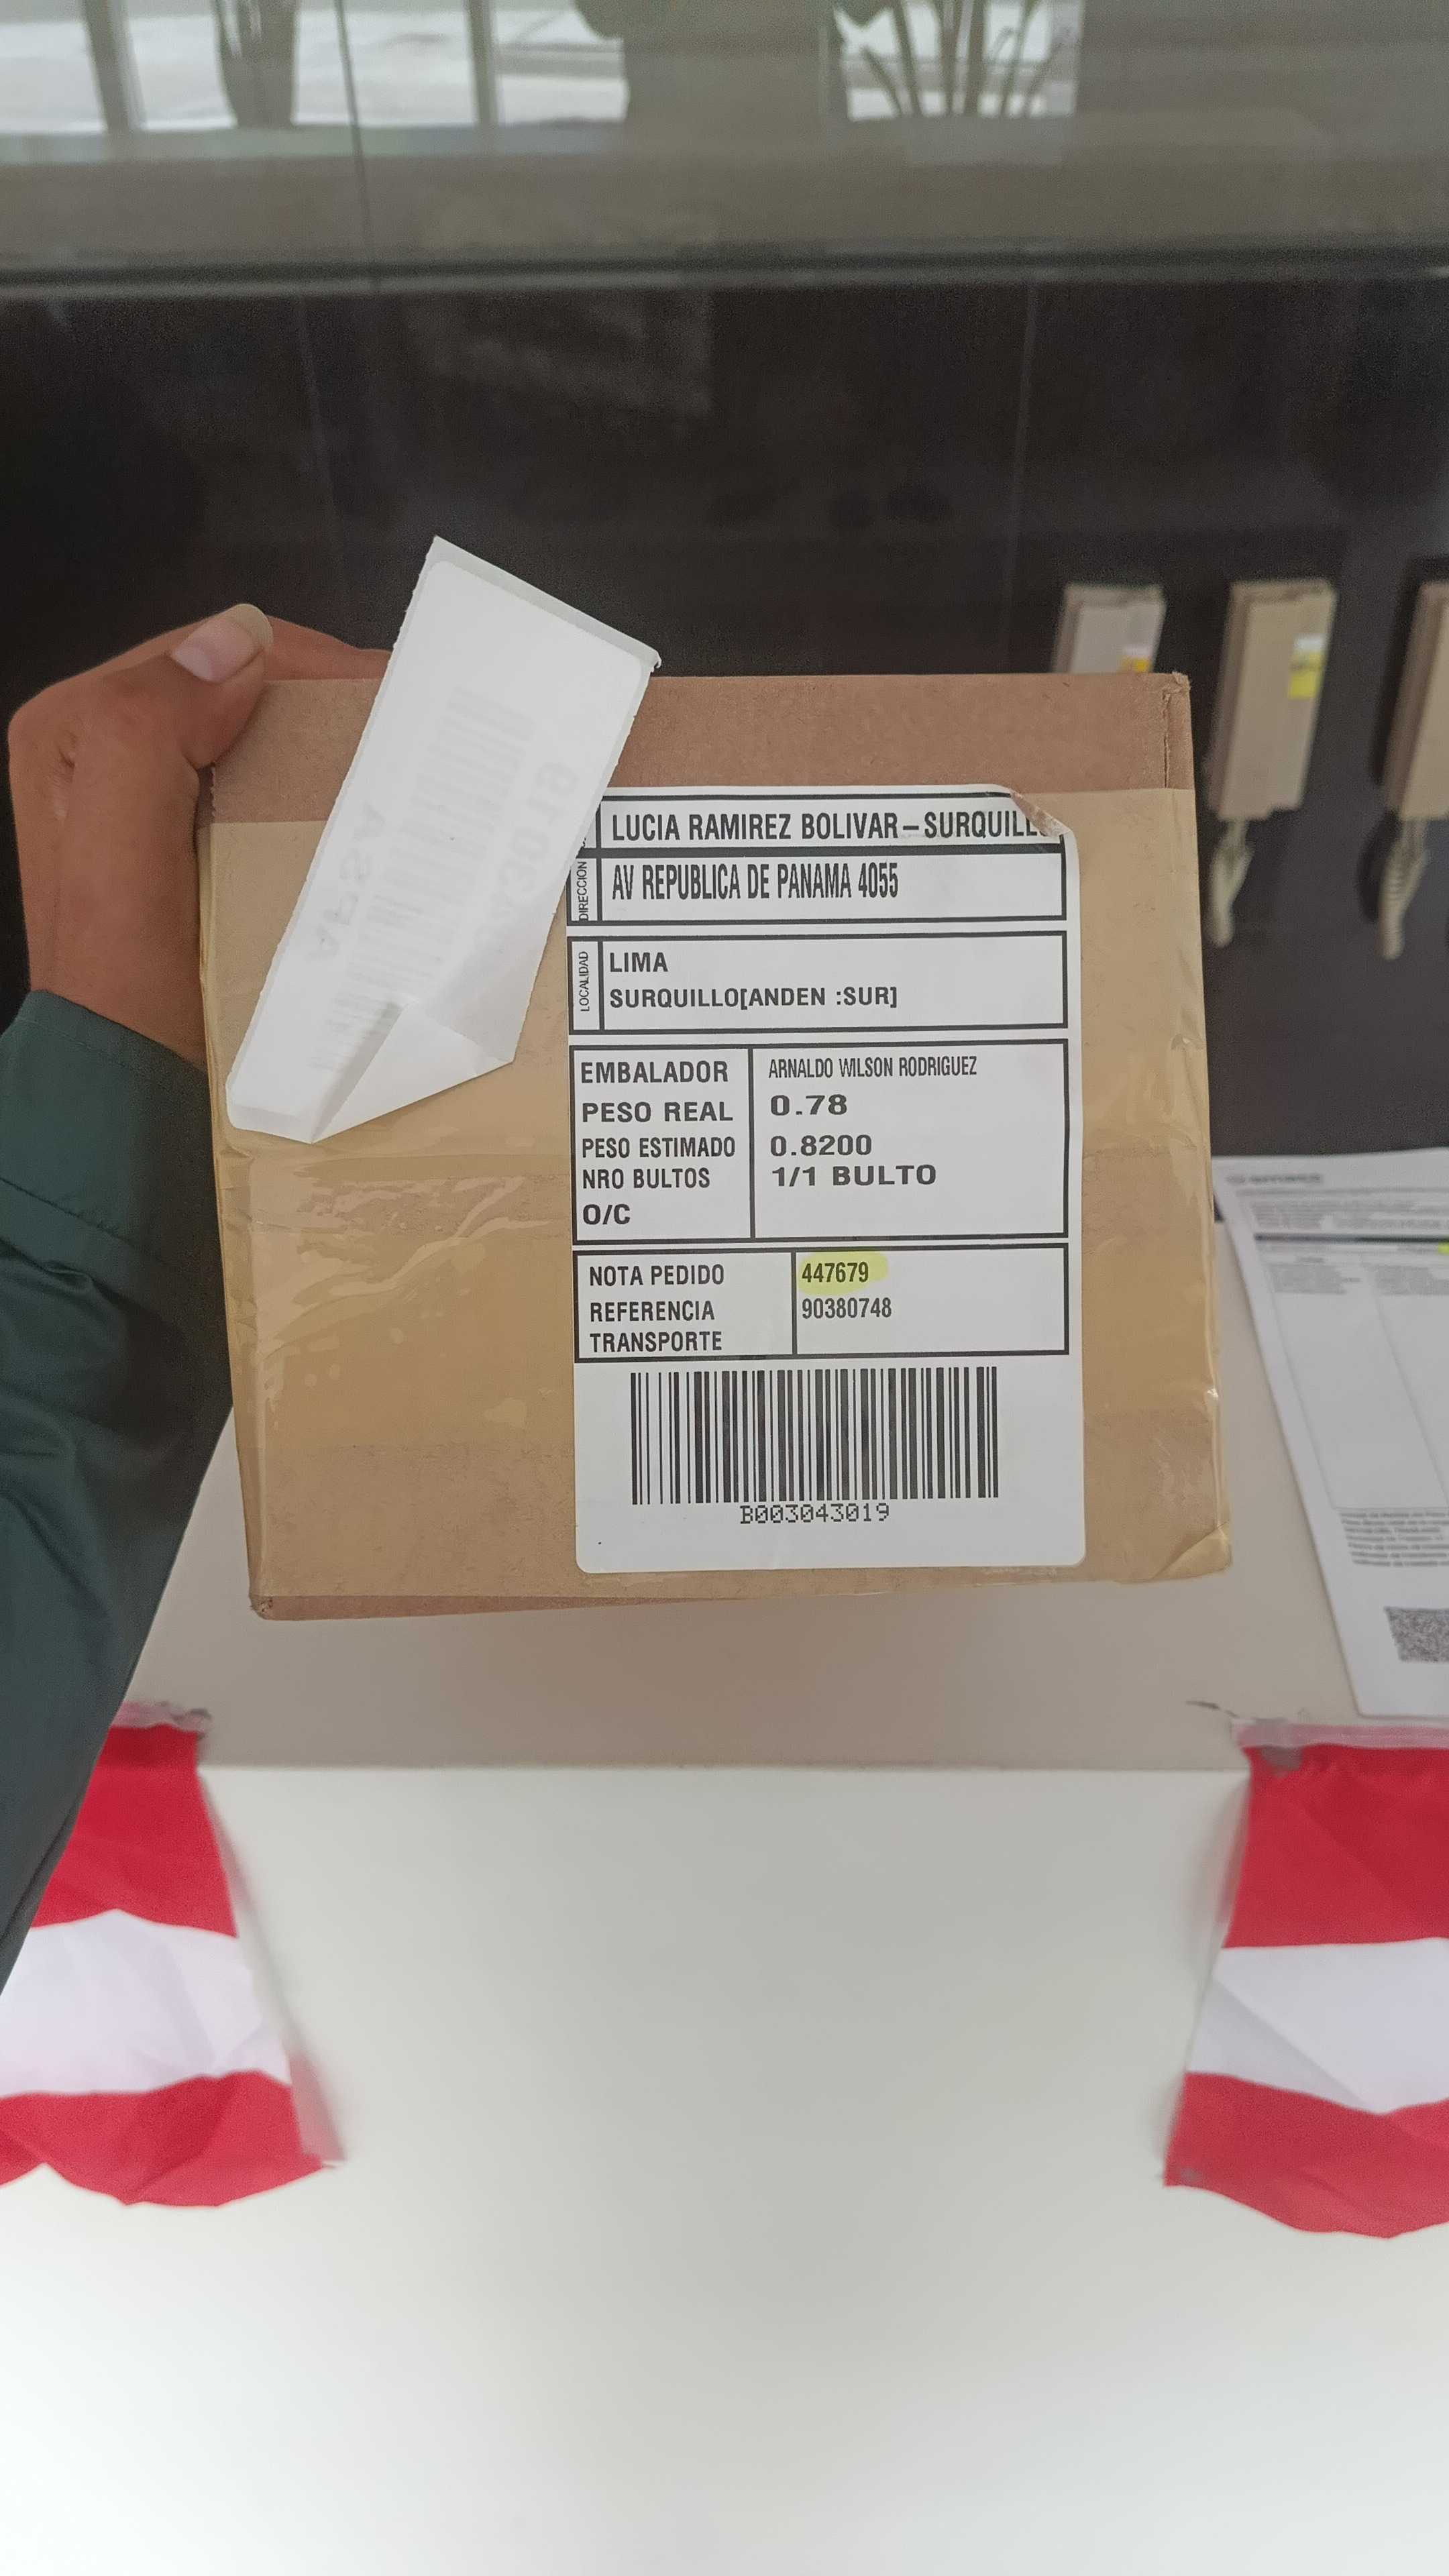 LUCIA RAMIREZ BOLIVAR – SURQUILLO
DIRECCION
AV REPUBLICA DE PANAMA 4055
LOCALIDAD
LIMA
SURQUILLO[ANDEN :SUR]
EMBALADOR ARNALDO WILSON RODRIGUEZ
PESO REAL 0.78
PESO ESTIMADO 0.8200
NRO BULTOS 1/1 BULTO
O/C
NOTA PEDIDO 447679
REFERENCIA 90380748
TRANSPORTE
B003043019